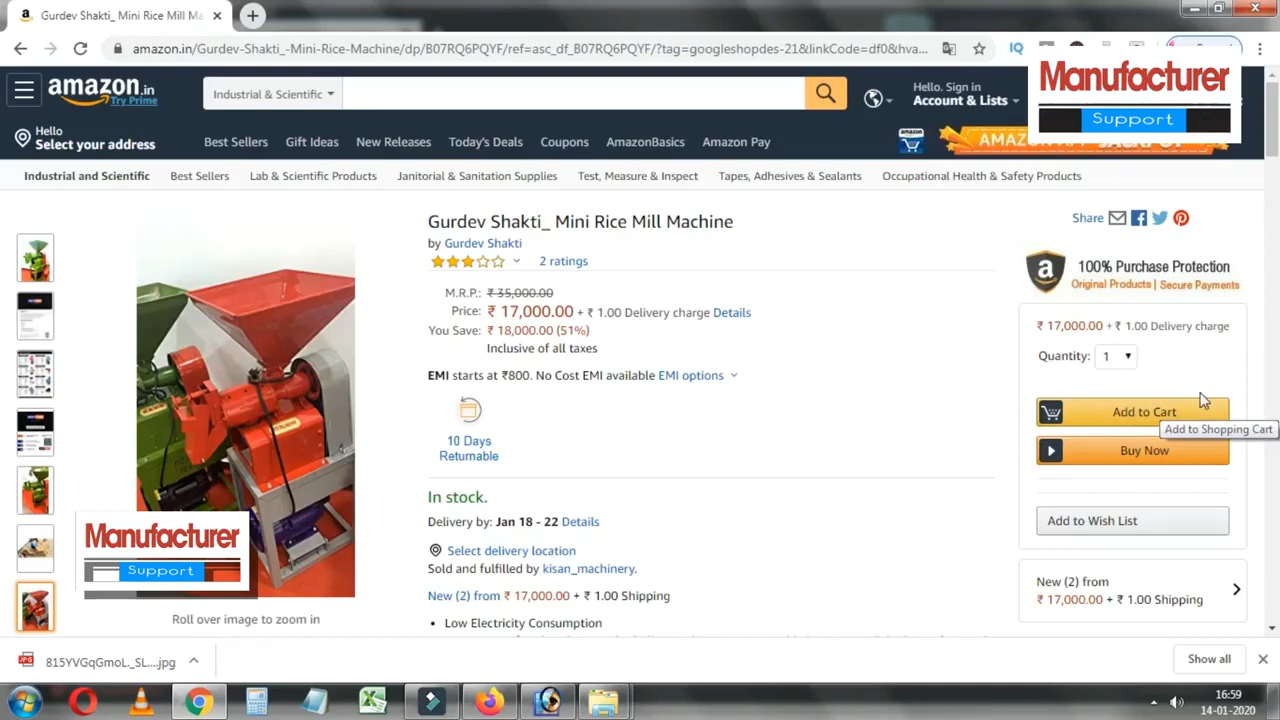 Gurdev Shakti_ Mini Rice Mill Ma
amazon.in/Gurdev-Shakti_-Mini-Rice-Machine/dp/B07RQ6PQYF/ref=asc_df_B07RQ6PQYF/?tag=googleshopdes-21&linkCode=df0&hva...
amazon.in
Try Prime
Industrial & Scientific
Hello. Sign in
Account & Lists
Manufacturer
Support
Hello
Select your address
Best Sellers Gift Ideas New Releases Today's Deals Coupons AmazonBasics Amazon Pay
Industrial and Scientific Best Sellers Lab & Scientific Products Janitorial & Sanitation Supplies Test, Measure & Inspect Tapes, Adhesives & Sealants Occupational Health & Safety Products
Gurdev Shakti_ Mini Rice Mill Machine
by Gurdev Shakti
2 ratings
M.R.P.: ₹ 35,000.00
Price: ₹ 17,000.00 + ₹ 1.00 Delivery charge Details
You Save: ₹ 18,000.00 (51%)
Inclusive of all taxes
EMI starts at ₹800. No Cost EMI available EMI options
10 Days
Returnable
In stock.
Delivery by: Jan 18 - 22 Details
Select delivery location
Sold and fulfilled by kisan_machinery.
New (2) from ₹ 17,000.00 + ₹ 1.00 Shipping
• Low Electricity Consumption
Manufacturer
Support
Roll over image to zoom in
Share
100% Purchase Protection
Original Products | Secure Payments
₹ 17,000.00 + ₹ 1.00 Delivery charge
Quantity: 1
Add to Cart
Add to Shopping Cart
Buy Now
Add to Wish List
New (2) from
₹ 17,000.00 + ₹ 1.00 Shipping
815YVGqGmoL._SL....jpg
Show all
16:59
14-01-2020